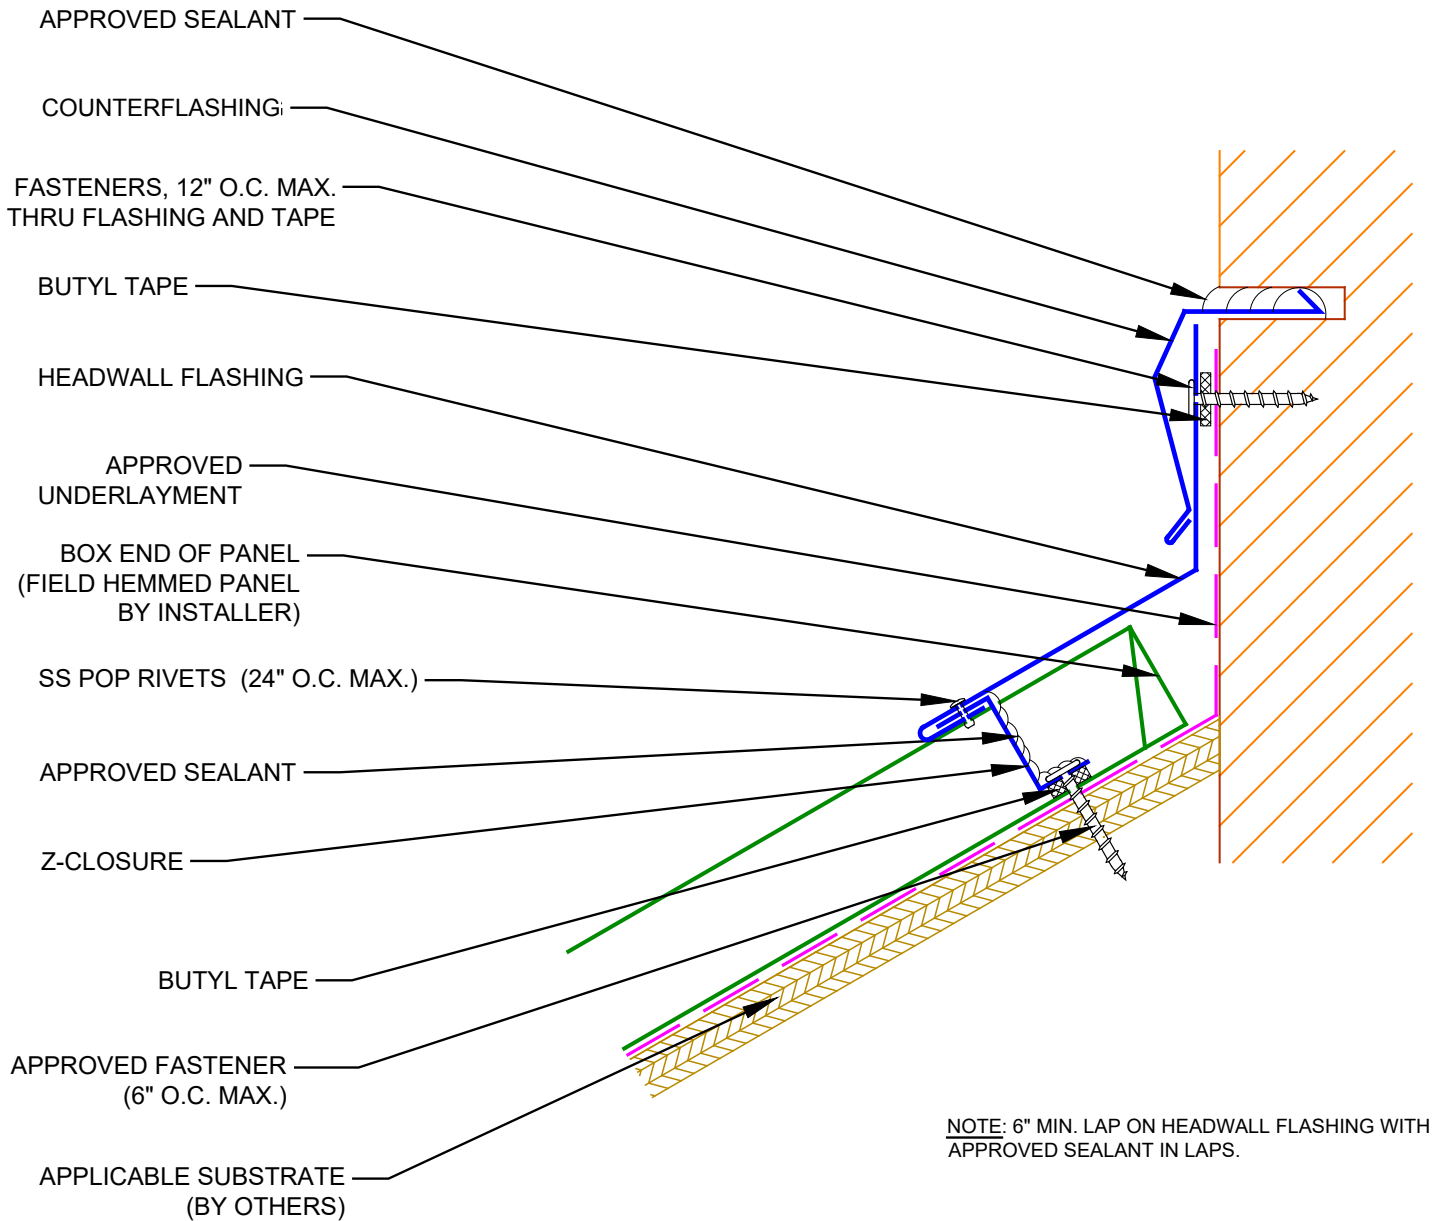 APPROVED SEALANT
COUNTERFLASHING
FASTENERS, 12" O.C. MAX.
THRU FLASHING AND TAPE
BUTYL TAPE
HEADWALL FLASHING
APPROVED
UNDERLAYMENT
BOX END OF PANEL
(FIELD HEMMED PANEL
BY INSTALLER)
SS POP RIVETS (24" O.C. MAX.)
APPROVED SEALANT
Z-CLOSURE
BUTYL TAPE
APPROVED FASTENER
(6" O.C. MAX.)
APPLICABLE SUBSTRATE
(BY OTHERS)
NOTE: 6" MIN. LAP ON HEADWALL FLASHING WITH
APPROVED SEALANT IN LAPS.